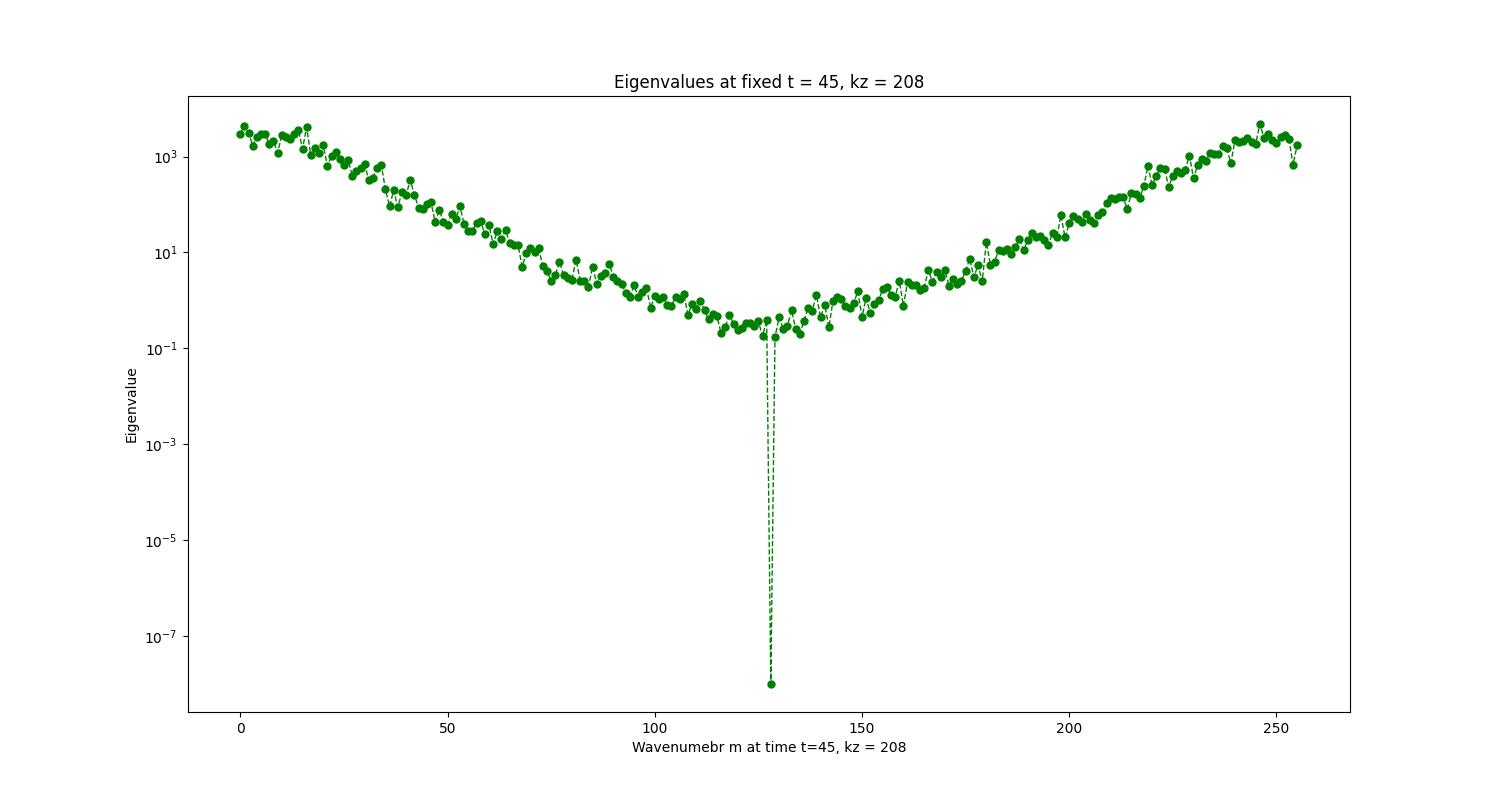 Eigenvalues at fixed t = 45, kz = 208
Eigenvalue
10^3
10^1
10^−1
10^−3
10^−5
10^−7
0 50 100 150 200 250
Wavenumebr m at time t=45, kz = 208